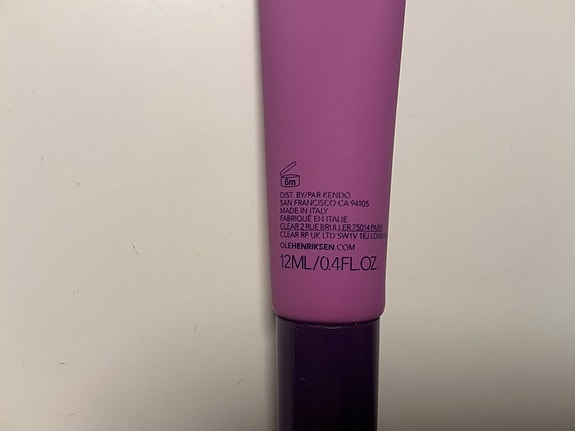 6m
DIST. BY/PAR KENDO
SAN FRANCISCO CA 94105
MADE IN ITALY
FABRIQUÉ EN ITALIE
CLEAR 2 RUE BRULLER 75014 PARIS
CLEAR RP UK LTD SW1V 1EJ LONDON
OLEHENRIKSEN.COM
12ML/0.4FL.OZ.